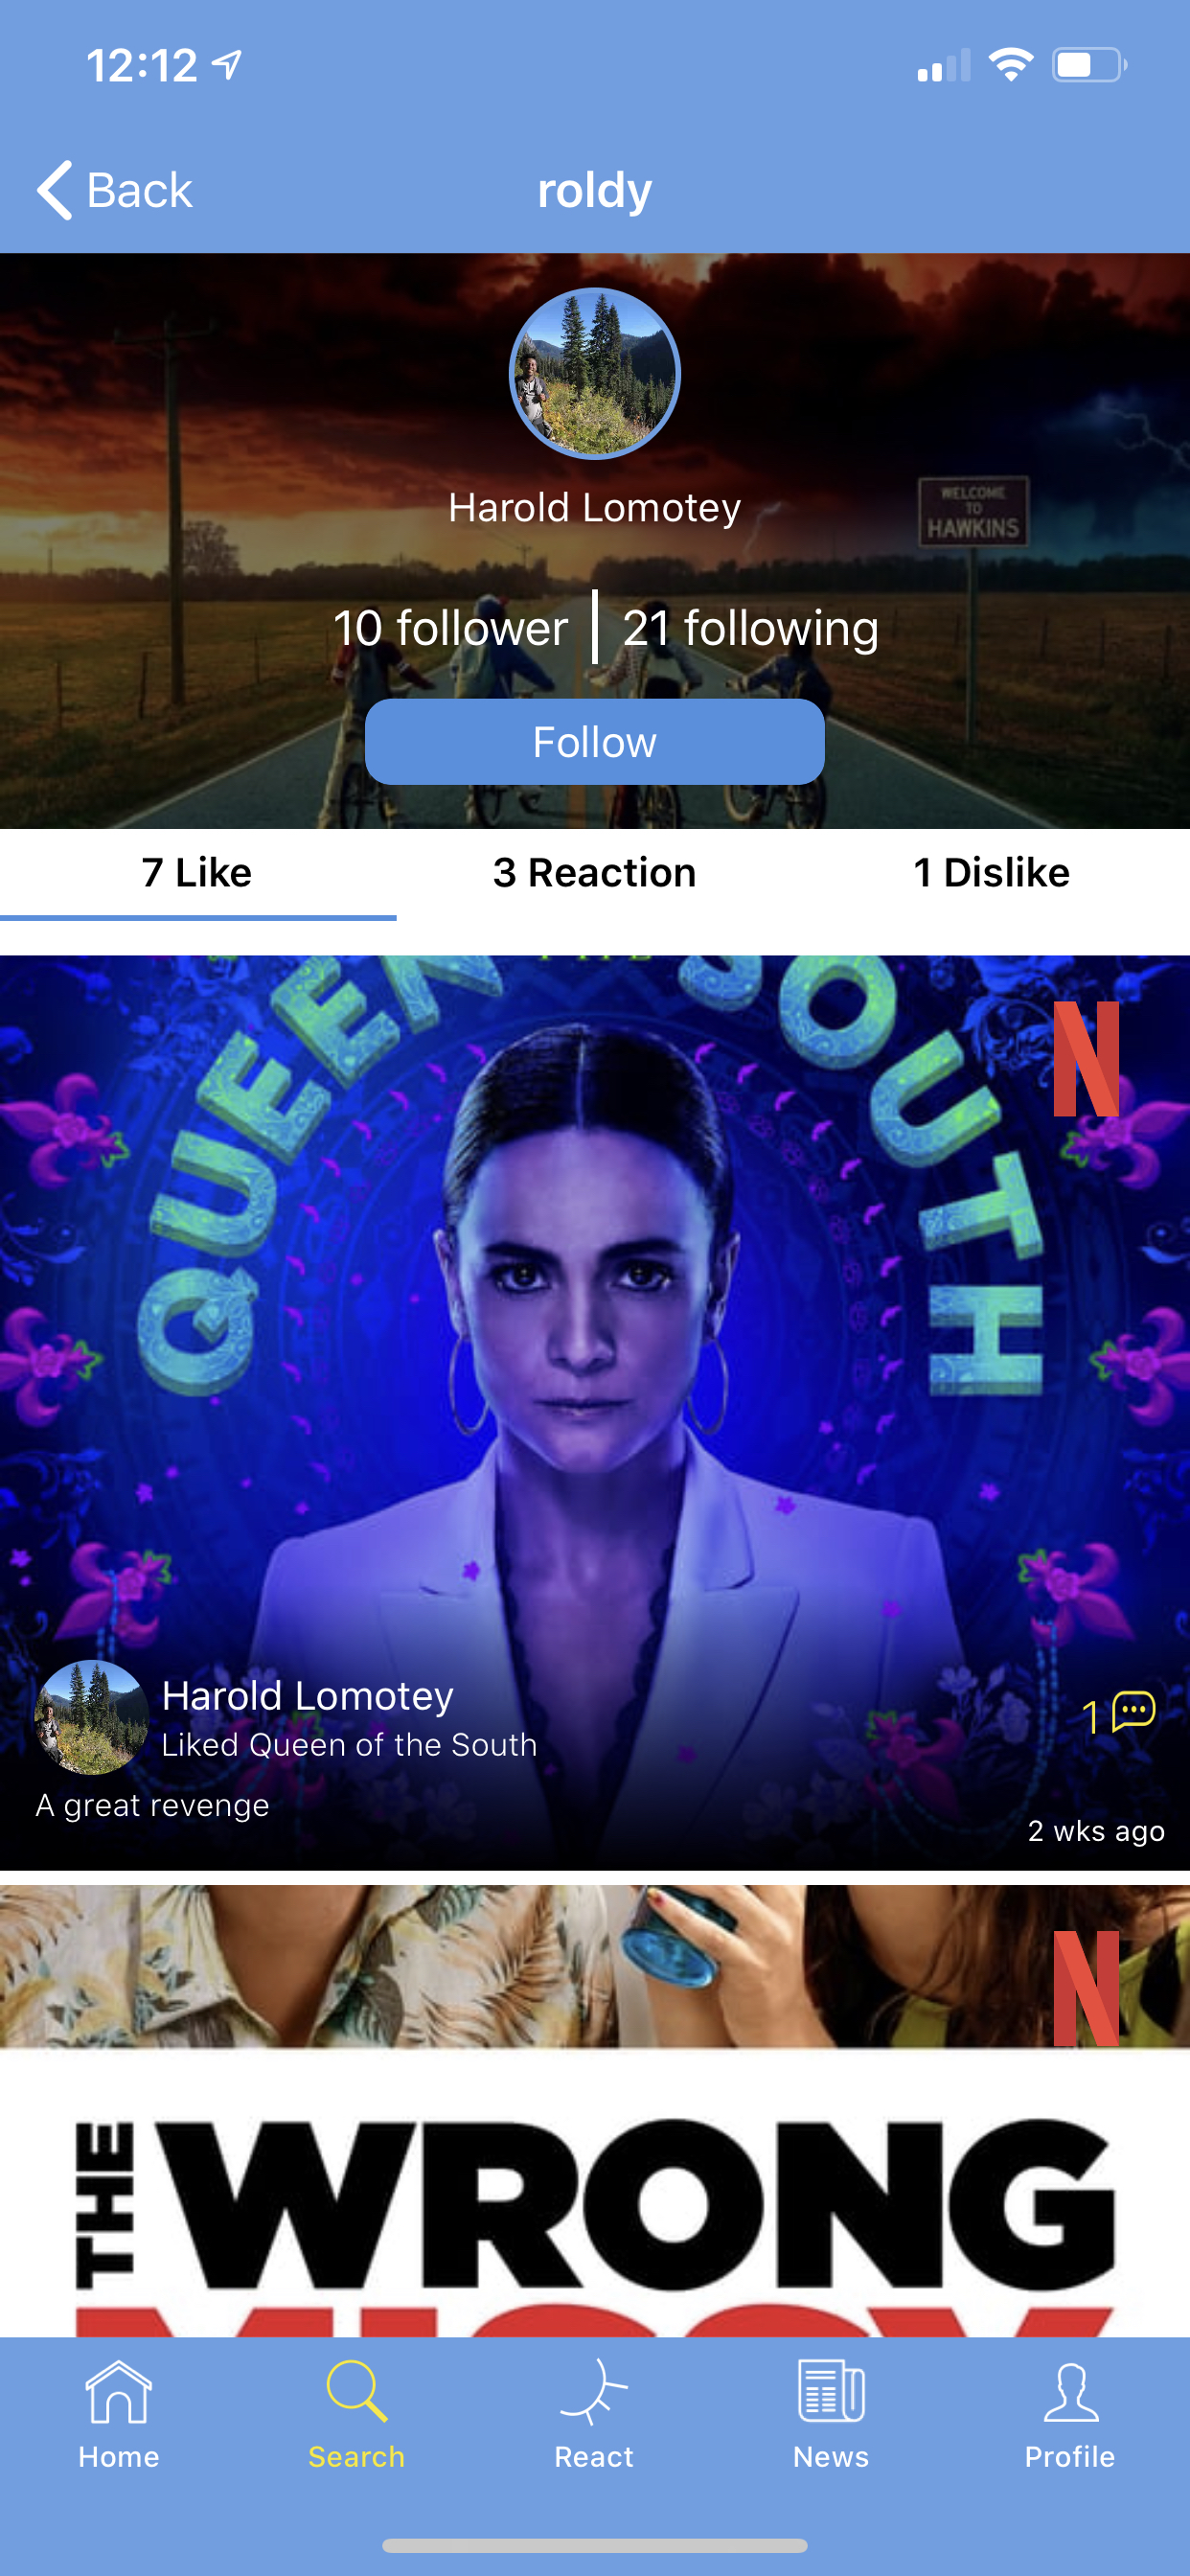 12:12
Back
roldy
WELCOME
TO
HAWKINS
Harold Lomotey
10 follower
21 following
Follow
7 Like
3 Reaction
1 Dislike
QUEEN
SOUTH
N
Harold Lomotey
Liked Queen of the South
1
A great revenge
2 wks ago
N
THE WRONG
MISSY
Home
Search
React
News
Profile